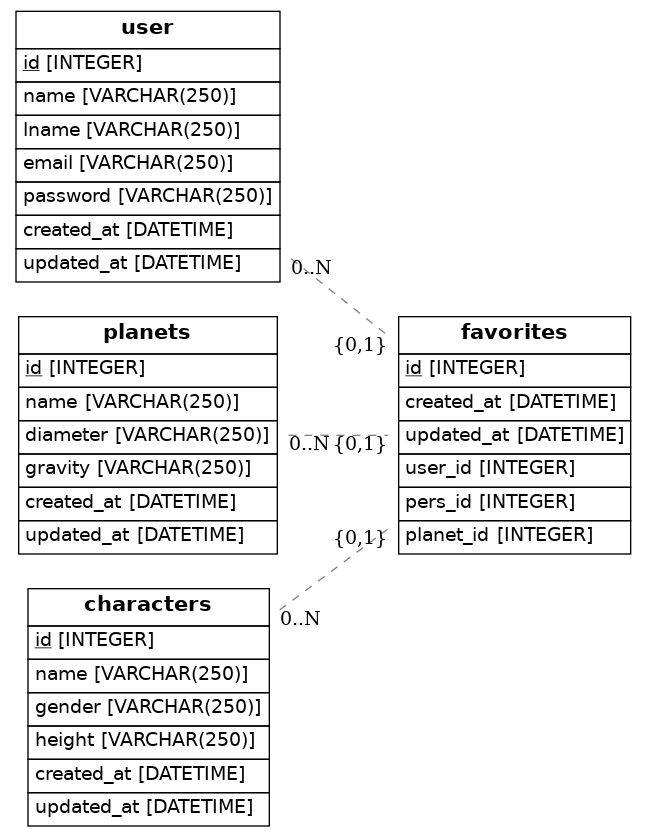 user
id [INTEGER]
name [VARCHAR(250)]
lname [VARCHAR(250)]
email [VARCHAR(250)]
password [VARCHAR(250)]
created_at [DATETIME]
updated_at [DATETIME]
0..N
{0,1}
planets
id [INTEGER]
name [VARCHAR(250)]
diameter [VARCHAR(250)]
gravity [VARCHAR(250)]
created_at [DATETIME]
updated_at [DATETIME]
0..N {0,1}
favorites
id [INTEGER]
created_at [DATETIME]
updated_at [DATETIME]
user_id [INTEGER]
pers_id [INTEGER]
planet_id [INTEGER]
{0,1}
0..N
characters
id [INTEGER]
name [VARCHAR(250)]
gender [VARCHAR(250)]
height [VARCHAR(250)]
created_at [DATETIME]
updated_at [DATETIME]